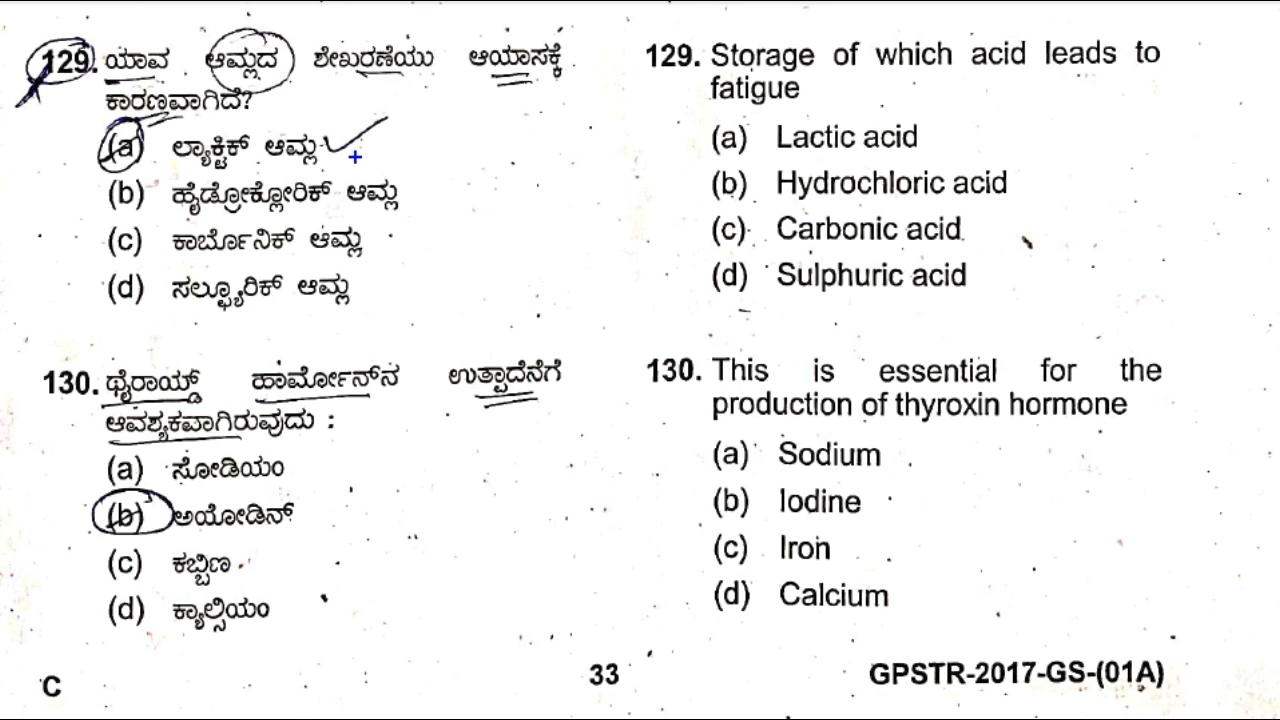 129. ಯಾವ ಆಮ್ಲದ ಶೇಖರಣೆಯು ಆಯಾಸಕ್ಕೆ
ಕಾರಣವಾಗಿದೆ?
(a) ಲ್ಯಾಕ್ಟಿಕ್ ಆಮ್ಲ
(b) ಹೈಡ್ರೋಕ್ಲೋರಿಕ್ ಆಮ್ಲ
(c) ಕಾರ್ಬೊನಿಕ್ ಆಮ್ಲ
(d) ಸಲ್ಫ್ಯೂರಿಕ್ ಆಮ್ಲ
130. ಥೈರಾಯ್ಡ್ ಹಾರ್ಮೋನ್‌ನ ಉತ್ಪಾದೆನೆಗೆ
ಆವಶ್ಯಕವಾಗಿರುವುದು :
(a) ಸೋಡಿಯಂ
(b) ಅಯೋಡಿನ್
(c) ಕಬ್ಬಿಣ
(d) ಕ್ಯಾಲ್ಸಿಯಂ
129. Storage of which acid leads to
fatigue
(a) Lactic acid
(b) Hydrochloric acid
(c) Carbonic acid
(d) Sulphuric acid
130. This is essential for the
production of thyroxin hormone
(a) Sodium
(b) Iodine
(c) Iron
(d) Calcium
C 33 GPSTR-2017-GS-(01A)